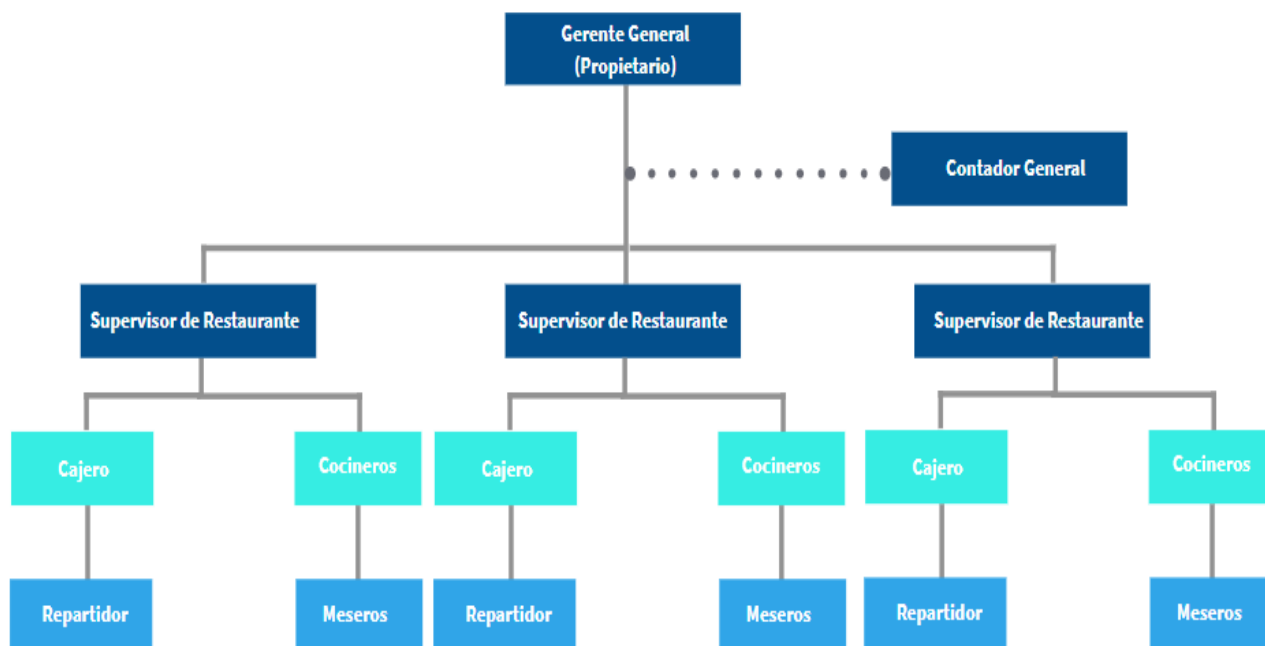 Gerente General
(Propietario)
Contador General
Supervisor de Restaurante
Supervisor de Restaurante
Supervisor de Restaurante
Cajero
Cocineros
Cajero
Cocineros
Cajero
Cocineros
Repartidor
Meseros
Repartidor
Meseros
Repartidor
Meseros